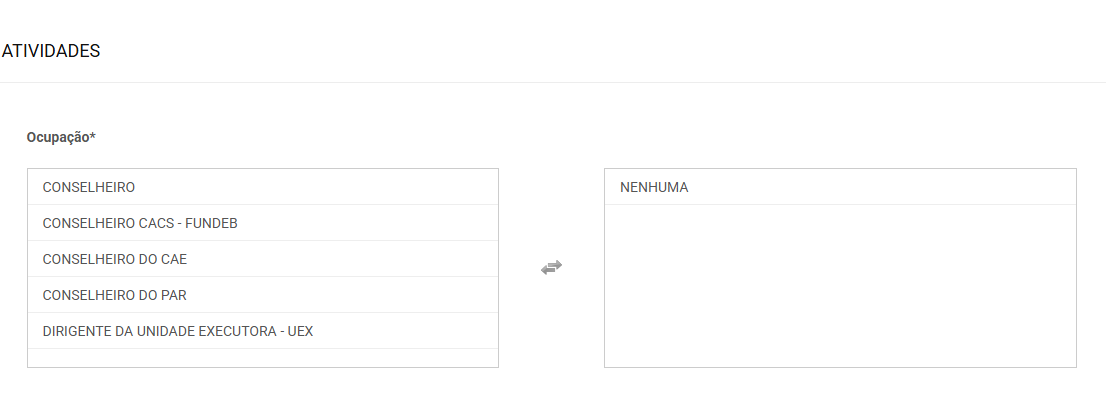 ATIVIDADES
Ocupação*
CONSELHEIRO
CONSELHEIRO CACS - FUNDEB
CONSELHEIRO DO CAE
CONSELHEIRO DO PAR
DIRIGENTE DA UNIDADE EXECUTORA - UEX
NENHUMA